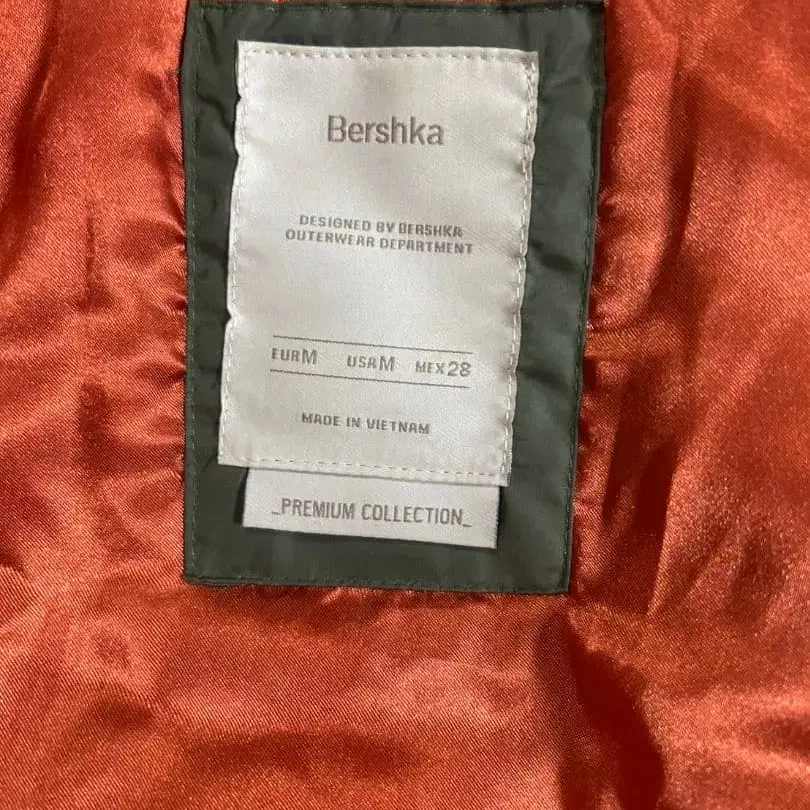 Bershka
DESIGNED BY BERSHKA
OUTERWEAR DEPARTMENT
EUR M USA M MEX 28
MADE IN VIETNAM
_PREMIUM COLLECTION_